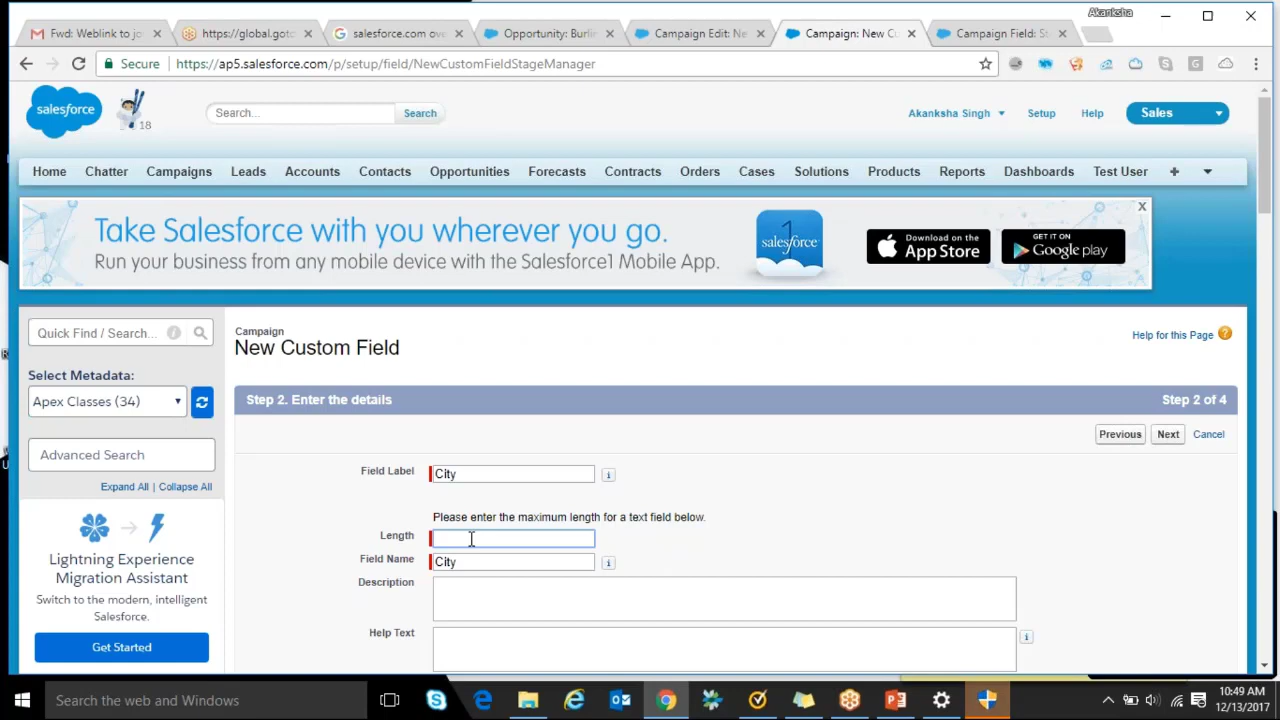 Akanksha
Fwd: Weblink to jo
https://global.goto
salesforce.com ove
Opportunity: Burli
Campaign Edit: Ne
Campaign: New C
Campaign Field: S
Secure
https://ap5.salesforce.com/p/setup/field/NewCustomFieldStageManager
salesforce
18
Search...
Search
Akanksha Singh
Setup
Help
Sales
Home
Chatter
Campaigns
Leads
Accounts
Contacts
Opportunities
Forecasts
Contracts
Orders
Cases
Solutions
Products
Reports
Dashboards
Test User
Take Salesforce with you wherever you go.
Run your business from any mobile device with the Salesforce1 Mobile App.
1
salesforce
Download on the
App Store
GET IT ON
Google play
X
Quick Find / Search...
Select Metadata:
Apex Classes (34)
Advanced Search
Expand All | Collapse All
Lightning Experience
Migration Assistant
Switch to the modern, intelligent
Salesforce.
Get Started
Campaign
New Custom Field
Help for this Page
Step 2. Enter the details
Step 2 of 4
Previous
Next
Cancel
Field Label
City
Please enter the maximum length for a text field below.
Length
Field Name
City
Description
Help Text
Search the web and Windows
10:49 AM
12/13/2017